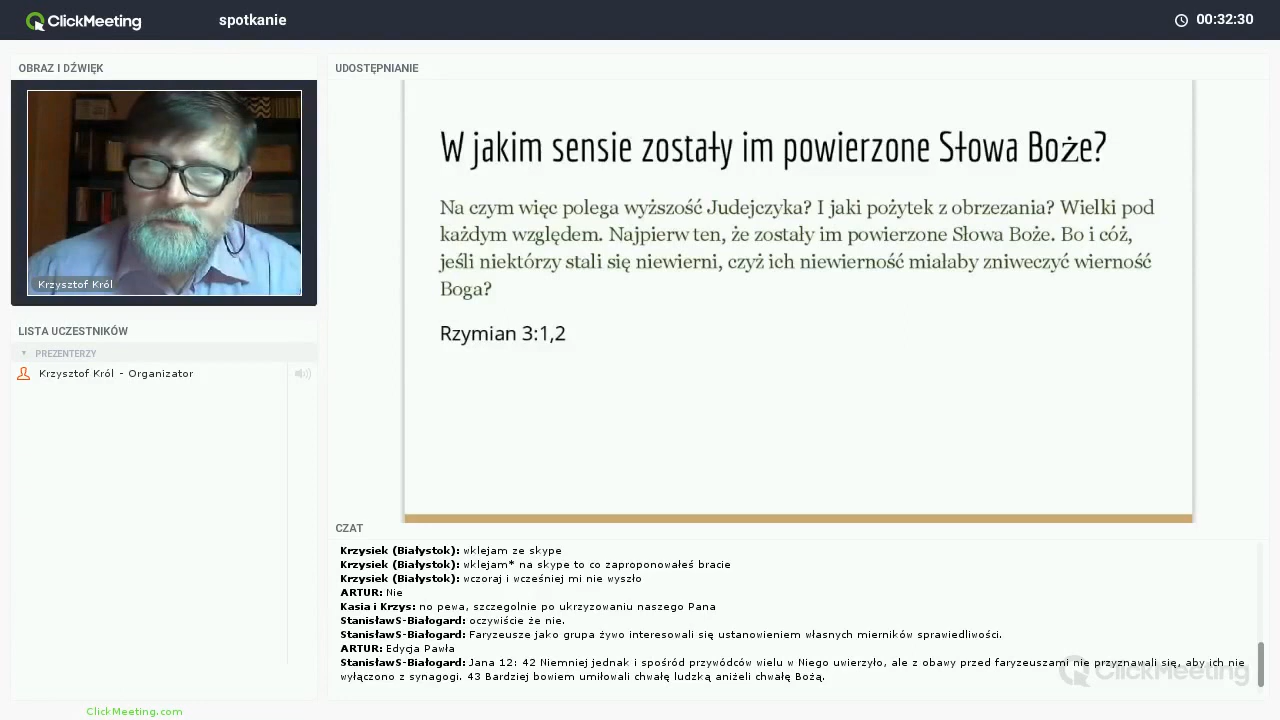 ClickMeeting
spotkanie
00:32:30
OBRAZ I DŹWIĘK
Krzysztof Król
LISTA UCZESTNIKÓW
PREZENTERZY
Krzysztof Król - Organizator
ClickMeeting.com
UDOSTĘPNIANIE
W jakim sensie zostały im powierzone Słowa Boże?
Na czym więc polega wyższość Judejczyka? I jaki pożytek z obrzezania? Wielki pod
każdym względem. Najpierw ten, że zostały im powierzone Słowa Boże. Bo i cóż,
jeśli niektórzy stali się niewierni, czyż ich niewierność miałaby zniweczyć wierność
Boga?
Rzymian 3:1,2
CZAT
Krzysiek (Białystok): wklejam ze skype
Krzysiek (Białystok): wklejam* na skype to co zaproponowałeś bracie
Krzysiek (Białystok): wczoraj i wcześniej mi nie wyszło
ARTUR: Nie
Kasia i Krzys: no pewa, szczegolnie po ukrzyzowaniu naszego Pana
StanisławS-Białogard: oczywiście że nie.
StanisławS-Białogard: Faryzeusze jako grupa żywo interesowali się ustanowieniem własnych mierników sprawiedliwości.
ARTUR: Edycja Pawła
StanisławS-Białogard: Jana 12: 42 Niemniej jednak i spośród przywódców wielu w Niego uwierzyło, ale z obawy przed faryzeuszami nie przyznawali się, aby ich nie
wyłączono z synagogi. 43 Bardziej bowiem umiłowali chwałę ludzką aniżeli chwałę Bożą.
ClickMeeting